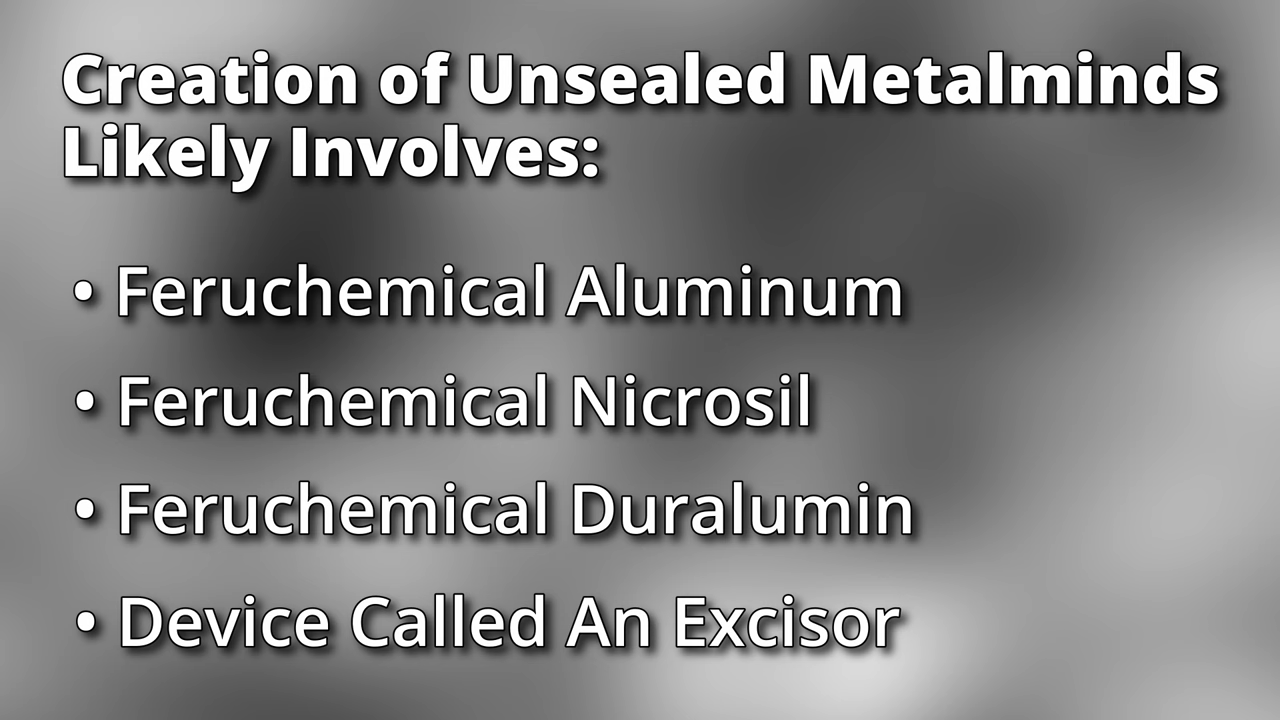 Creation of Unsealed Metalminds
Likely Involves:
• Feruchemical Aluminum
• Feruchemical Nicrosil
• Feruchemical Duralumin
• Device Called An Excisor